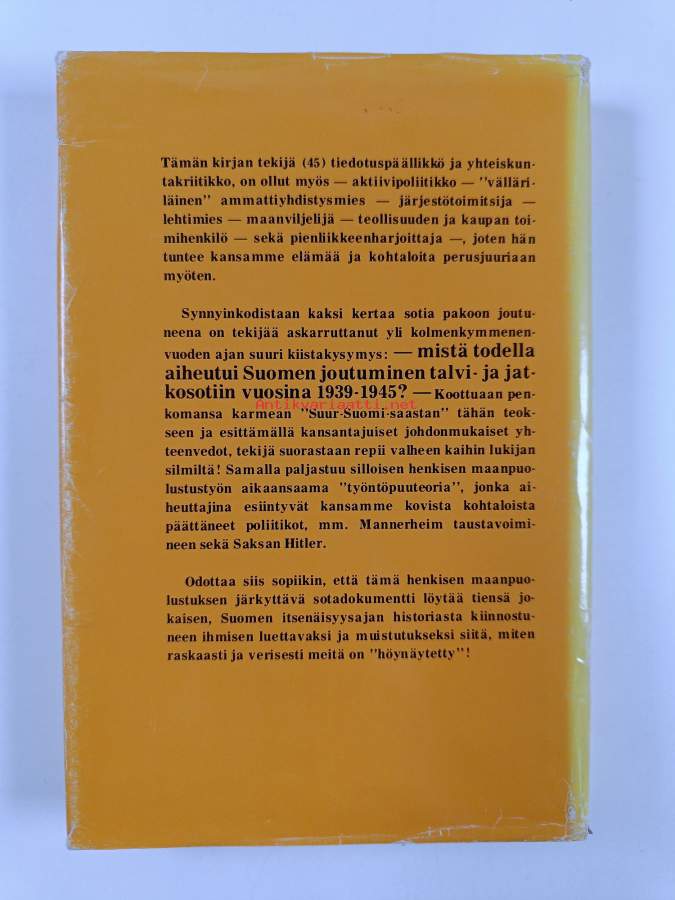 Tämän kirjan tekijä (45) tiedotuspäällikkö ja yhteiskun-
takriitikko, on ollut myös — aktiivipoliitikko — "välläri-
läinen" ammattiyhdistysmies — järjestötoimitsija —
lehtimies — maanviljelijä — teollisuuden ja kaupan toi-
mihenkilö — sekä pienliikkeenharjoittaja —, joten hän
tuntee kansamme elämää ja kohtaloita perusjuuriaan
myöten.
Synnyinkodistaan kaksi kertaa sotia pakoon joutu-
neena on tekijää askarruttanut yli kolmenkymmenen-
vuoden ajan suuri kiistakysymys: — mistä todella
aiheutui Suomen joutuminen talvi- ja jat-
kosotiin vuosina 1939-1945? — Koottuaan pen-
Antikvariaatti.net
komansa karmean "Suur-Suomi-saastan" tähän teok-
seen ja esittämällä kansantajuiset johdonmukaiset yh-
teenvedot, tekijä suorastaan repii valheen kaihin lukijan
silmiltä! Samalla paljastuu silloisen henkisen maanpuo-
lustustyön aikaansaama "työntöpuuteoria", jonka ai-
heuttajina esiintyvät kansamme kovista kohtaloista
päättäneet poliitikot, mm. Mannerheim taustavoimi-
neen sekä Saksan Hitler.
Odottaa siis sopiikin, että tämä henkisen maanpuo-
lustuksen järkyttävä sotadokumentti löytää tiensä jo-
kaisen, Suomen itsenäisyysajan historiasta kiinnostu-
neen ihmisen luettavaksi ja muistutukseksi siitä, miten
raskaasti ja verisesti meitä on "höynäytetty"!